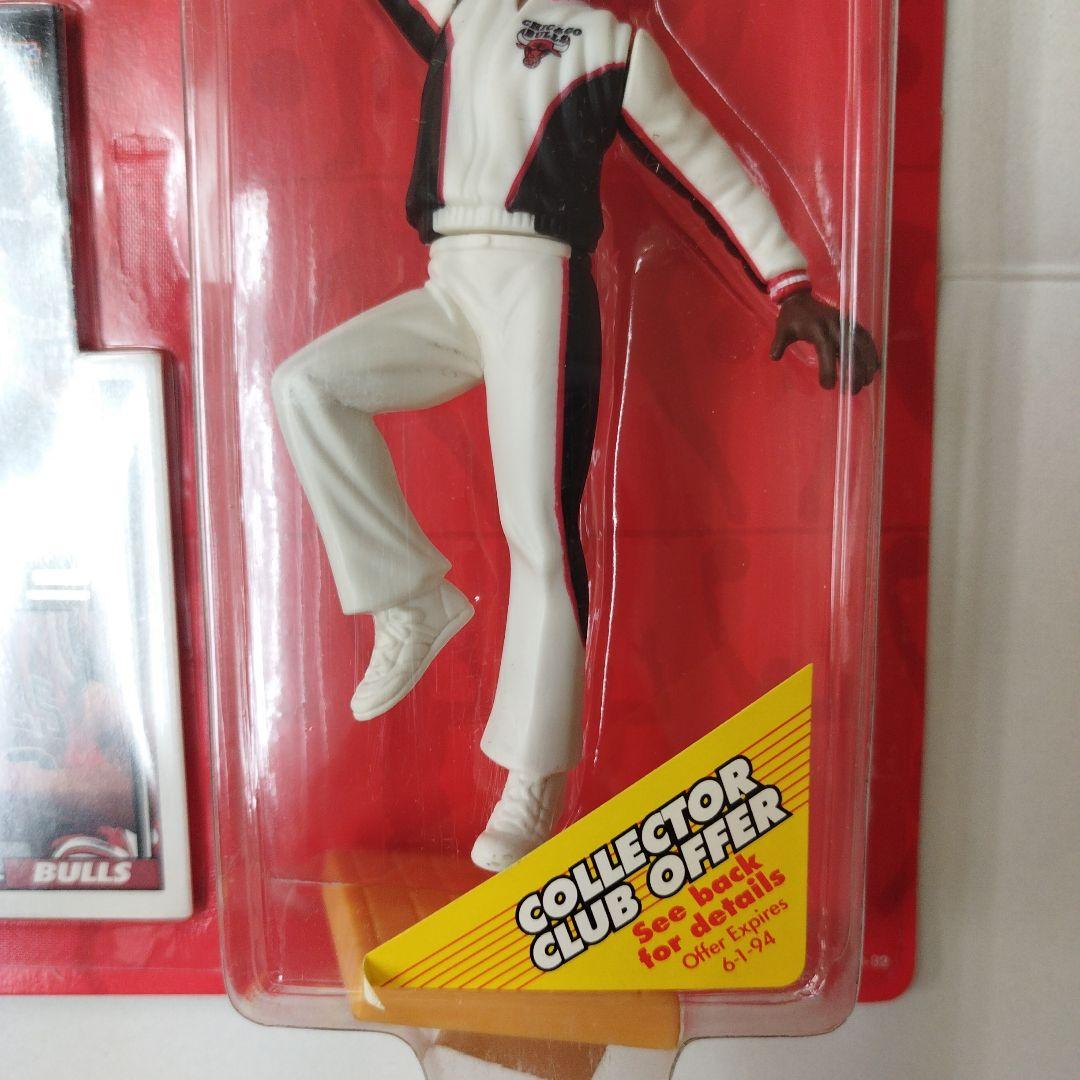 CHICAGO
BULLS
BULLS
COLLECTOR
CLUB OFFER
See back
for details
Offer Expires
6-1-94